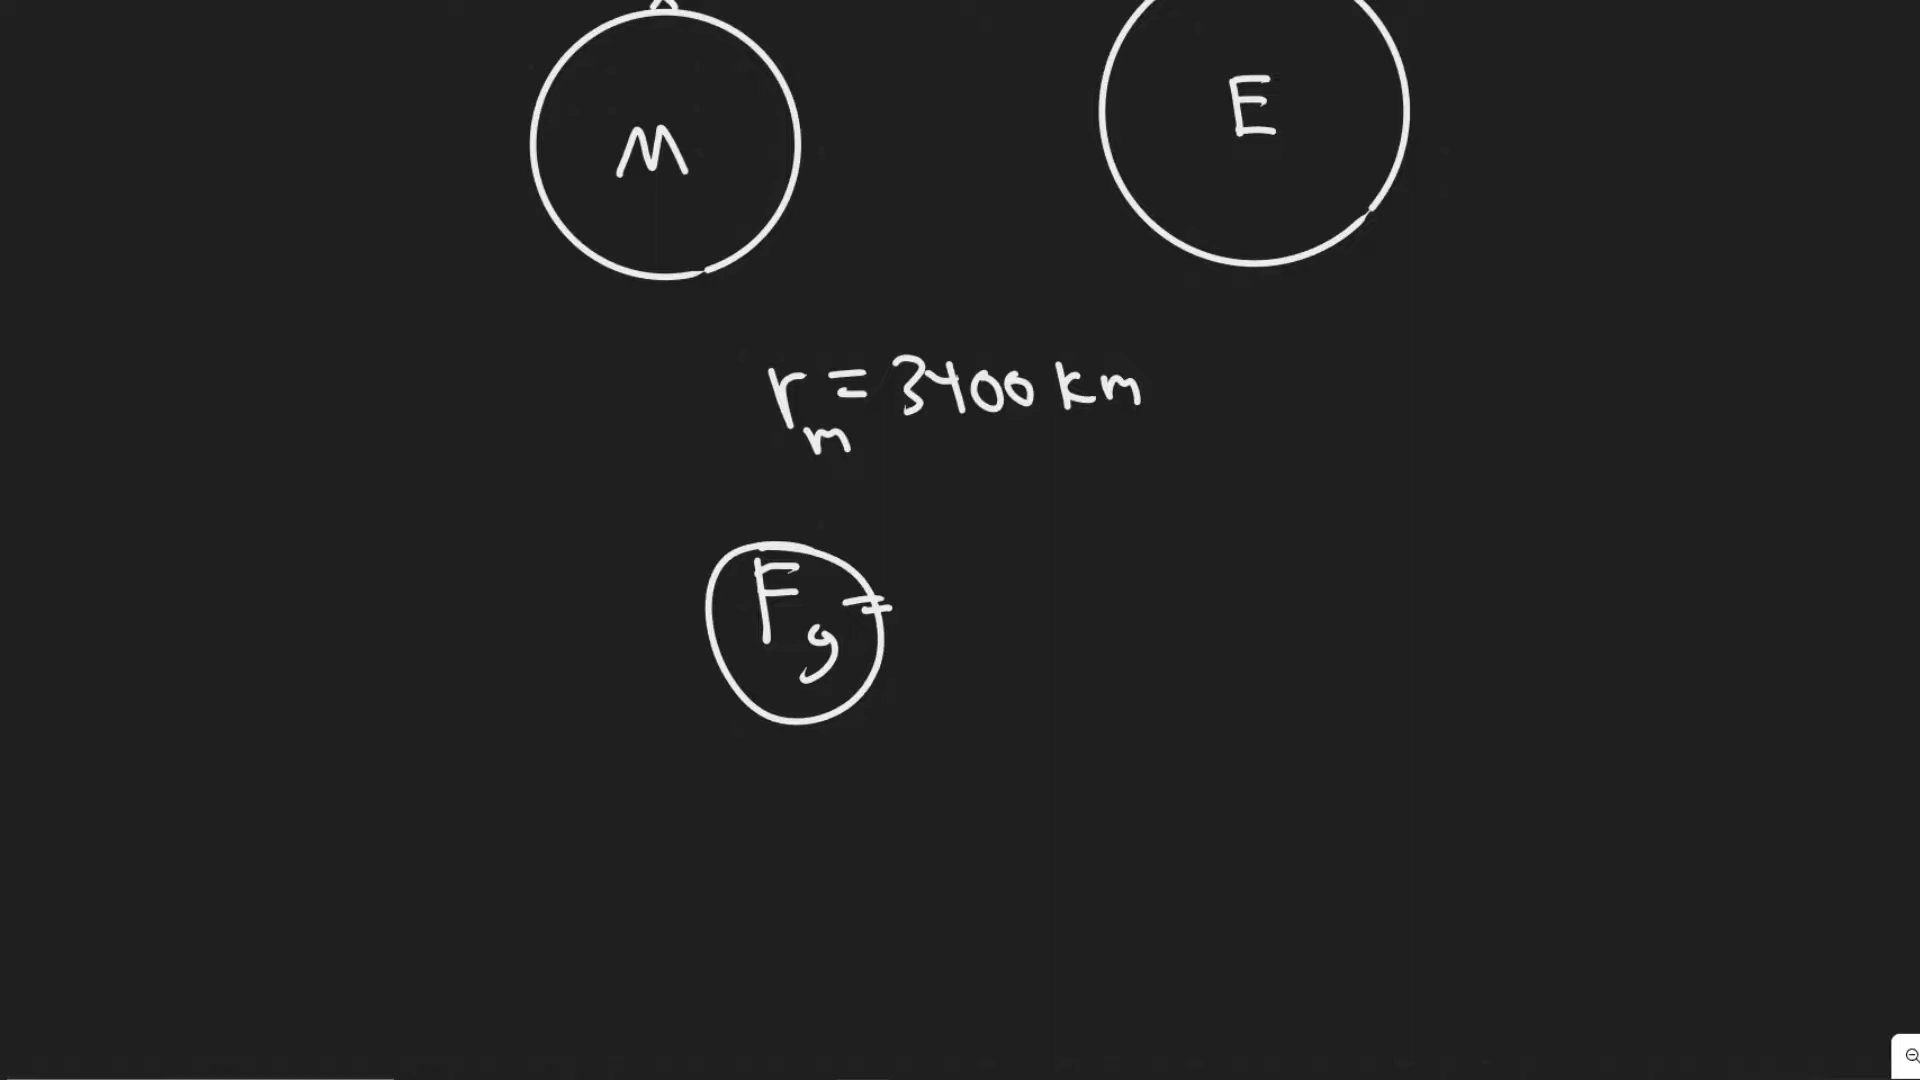 M
E
r_m = 3400 km
F_g =